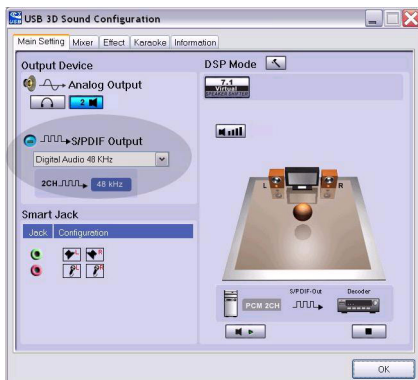 USB 3D Sound Configuration
Main Setting Mixer Effect Karaoke Information
Output Device
Analog Output
2
S/PDIF Output
Digital Audio 48 KHz
2CH 48 kHz
Smart Jack
Jack Configuration
L R
L R
DSP Mode
7.1
Virtual
SPEAKER SHIFTER
L R
S/PDIF-Out Decoder
PCM 2CH
OK